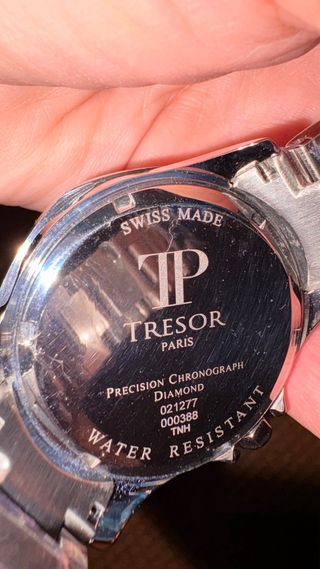 SWISS MADE
TP
TRESOR
PARIS
PRECISION CHRONOGRAPH
DIAMOND
021277
000388
TNH
WATER RESISTANT